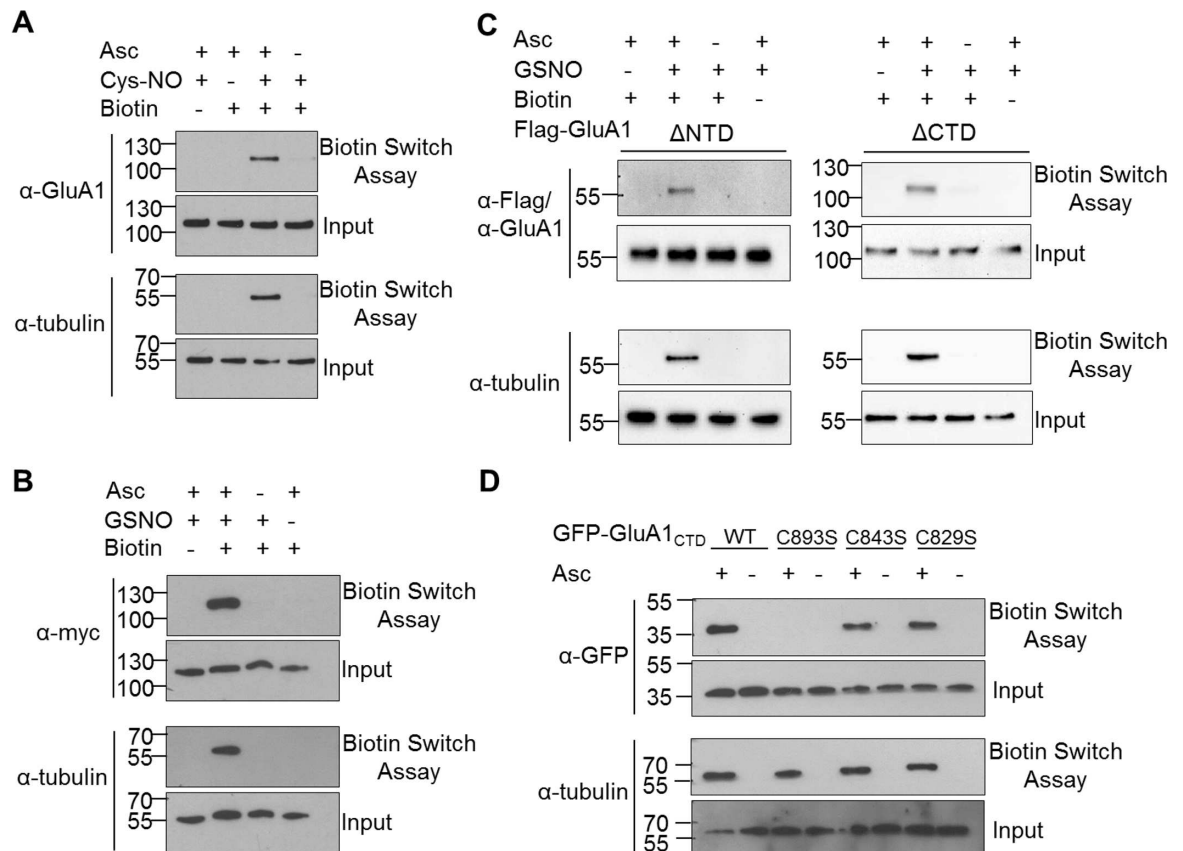 A
Asc + + + -
Cys-NO + - + +
Biotin - + + +
α-GluA1
130
100
Biotin Switch
Assay
130
100
Input
α-tubulin
70
55
Biotin Switch
Assay
70
55
Input
B
Asc + + - +
GSNO + + + -
Biotin - + + +
α-myc
130
100
Biotin Switch
Assay
130
100
Input
α-tubulin
70
55
Biotin Switch
Assay
70
55
Input
C
Asc + + - + + + - +
GSNO - + + + - + + +
Biotin + + + - + + + -
Flag-GluA1 ΔNTD ΔCTD
α-Flag/
α-GluA1
55
130
100
Biotin Switch
Assay
55
130
100
Input
α-tubulin
55
55
Biotin Switch
Assay
55
55
Input
D
GFP-GluA1CTD WT C893S C843S C829S
Asc + - + - + - + -
α-GFP
55
35
Biotin Switch
Assay
55
35
Input
α-tubulin
70
55
Biotin Switch
Assay
70
55
Input